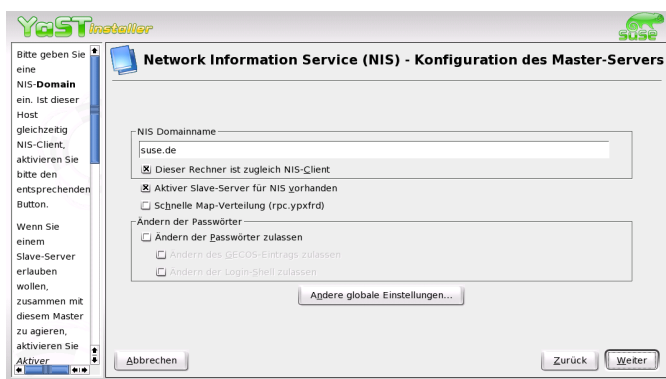 YaST Installer
SUSE
Bitte geben Sie
eine
NIS-Domain
ein. Ist dieser
Host
gleichzeitig
NIS-Client,
aktivieren Sie
bitte den
entsprechenden
Button.
Wenn Sie
einem
Slave-Server
erlauben
wollen,
zusammen mit
diesem Master
zu agieren,
aktivieren Sie
Aktiver
Network Information Service (NIS) - Konfiguration des Master-Servers
NIS Domainname
suse.de
Dieser Rechner ist zugleich NIS-Client
Aktiver Slave-Server für NIS vorhanden
Schnelle Map-Verteilung (rpc.ypxfrd)
Ändern der Passwörter
Ändern der Passwörter zulassen
Ändern des GECOS-Eintrags zulassen
Ändern der Login-Shell zulassen
Andere globale Einstellungen...
Abbrechen
Zurück
Weiter